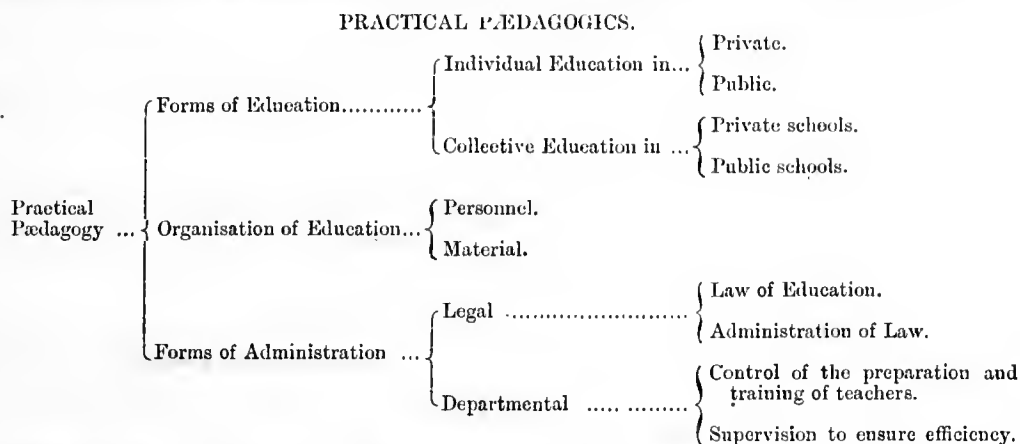 PRACTICAL PÆDAGOGICS.
Private.
Individual Education in...
Public.
Forms of Education............
Private schools.
Collective Education in ...
Public schools.
Practical
Pædagogy ...
Personnel.
Organisation of Education...
Material.
Law of Education.
Legal ..........................
Administration of Law.
Forms of Administration ...
Control of the preparation and
training of teachers.
Departmental ..... .........
Supervision to ensure efficiency.